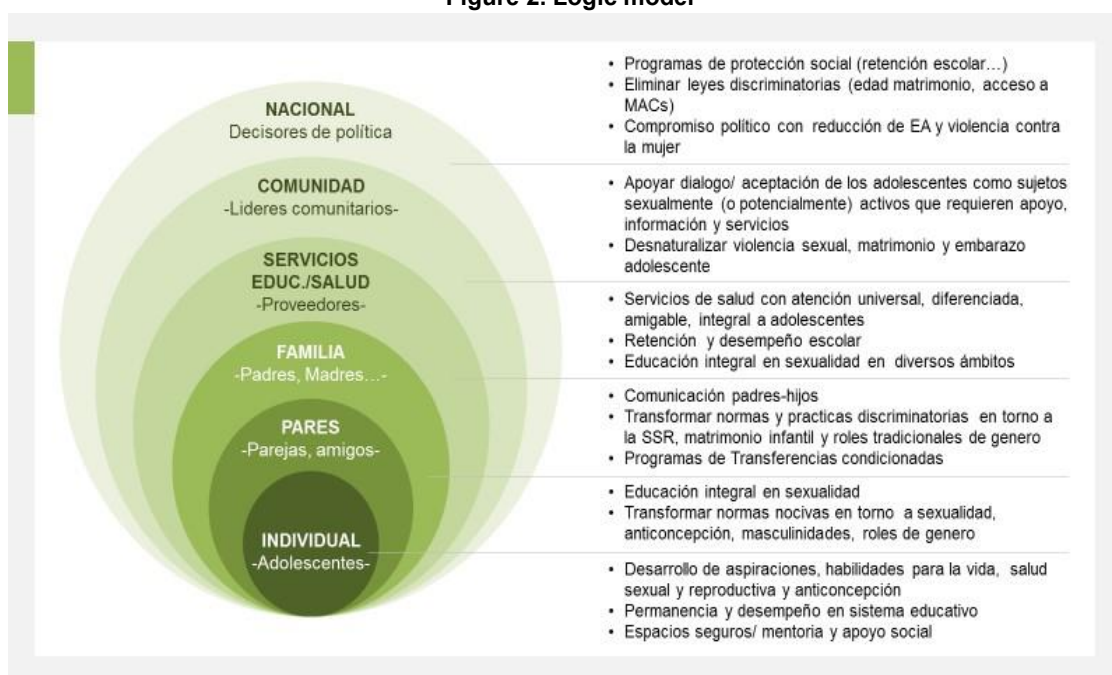 Figure 2. Logic model
NACIONAL
Decisores de política
COMUNIDAD
-Lideres comunitarios-
SERVICIOS
EDUC./SALUD
-Proveedores-
FAMILIA
-Padres, Madres...-
PARES
-Parejas, amigos-
INDIVIDUAL
-Adolescentes-
• Programas de protección social (retención escolar...)
• Eliminar leyes discriminatorias (edad matrimonio, acceso a
MACs)
• Compromiso político con reducción de EA y violencia contra
la mujer
• Apoyar dialogo/ aceptación de los adolescentes como sujetos
sexualmente (o potencialmente) activos que requieren apoyo,
información y servicios
• Desnaturalizar violencia sexual, matrimonio y embarazo
adolescente
• Servicios de salud con atención universal, diferenciada,
amigable, integral a adolescentes
• Retención y desempeño escolar
• Educación integral en sexualidad en diversos ámbitos
• Comunicación padres-hijos
• Transformar normas y practicas discriminatorias en torno a
la SSR, matrimonio infantil y roles tradicionales de genero
• Programas de Transferencias condicionadas
• Educación integral en sexualidad
• Transformar normas nocivas en torno a sexualidad,
anticoncepción, masculinidades, roles de genero
• Desarrollo de aspiraciones, habilidades para la vida, salud
sexual y reproductiva y anticoncepción
• Permanencia y desempeño en sistema educativo
• Espacios seguros/ mentoria y apoyo social